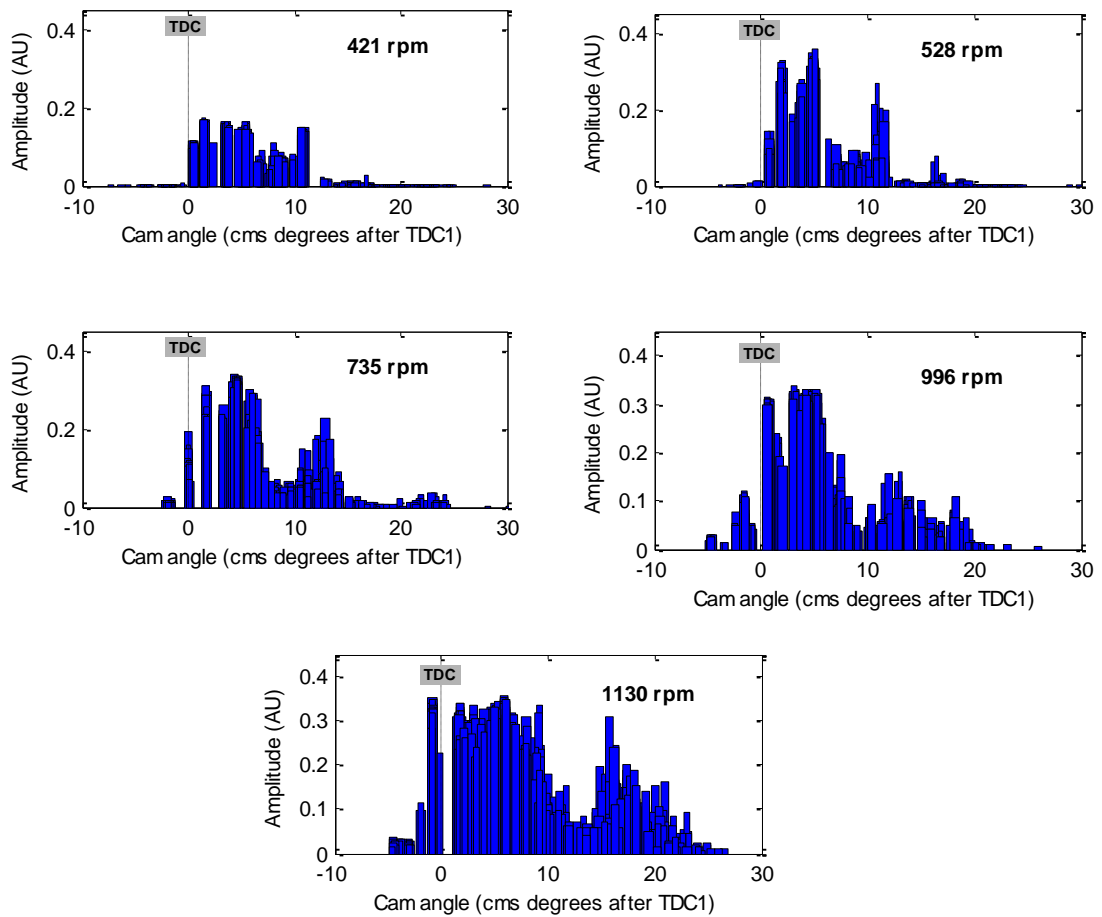 0.4
TDC
421 rpm
Amplitude (AU)
0.2
0
-10 0 10 20 30
Cam angle (cms degrees after TDC1)
0.4
TDC
528 rpm
Amplitude (AU)
0.2
0
-10 0 10 20 30
Cam angle (cms degrees after TDC1)
0.4
TDC
735 rpm
Amplitude (AU)
0.2
0
-10 0 10 20 30
Cam angle (cms degrees after TDC1)
0.4
TDC
996 rpm
0.3
Amplitude (AU)
0.2
0.1
0
-10 0 10 20 30
Cam angle (cms degrees after TDC1)
0.4
TDC
1130 rpm
0.3
Amplitude (AU)
0.2
0.1
0
-10 0 10 20 30
Cam angle (cms degrees after TDC1)